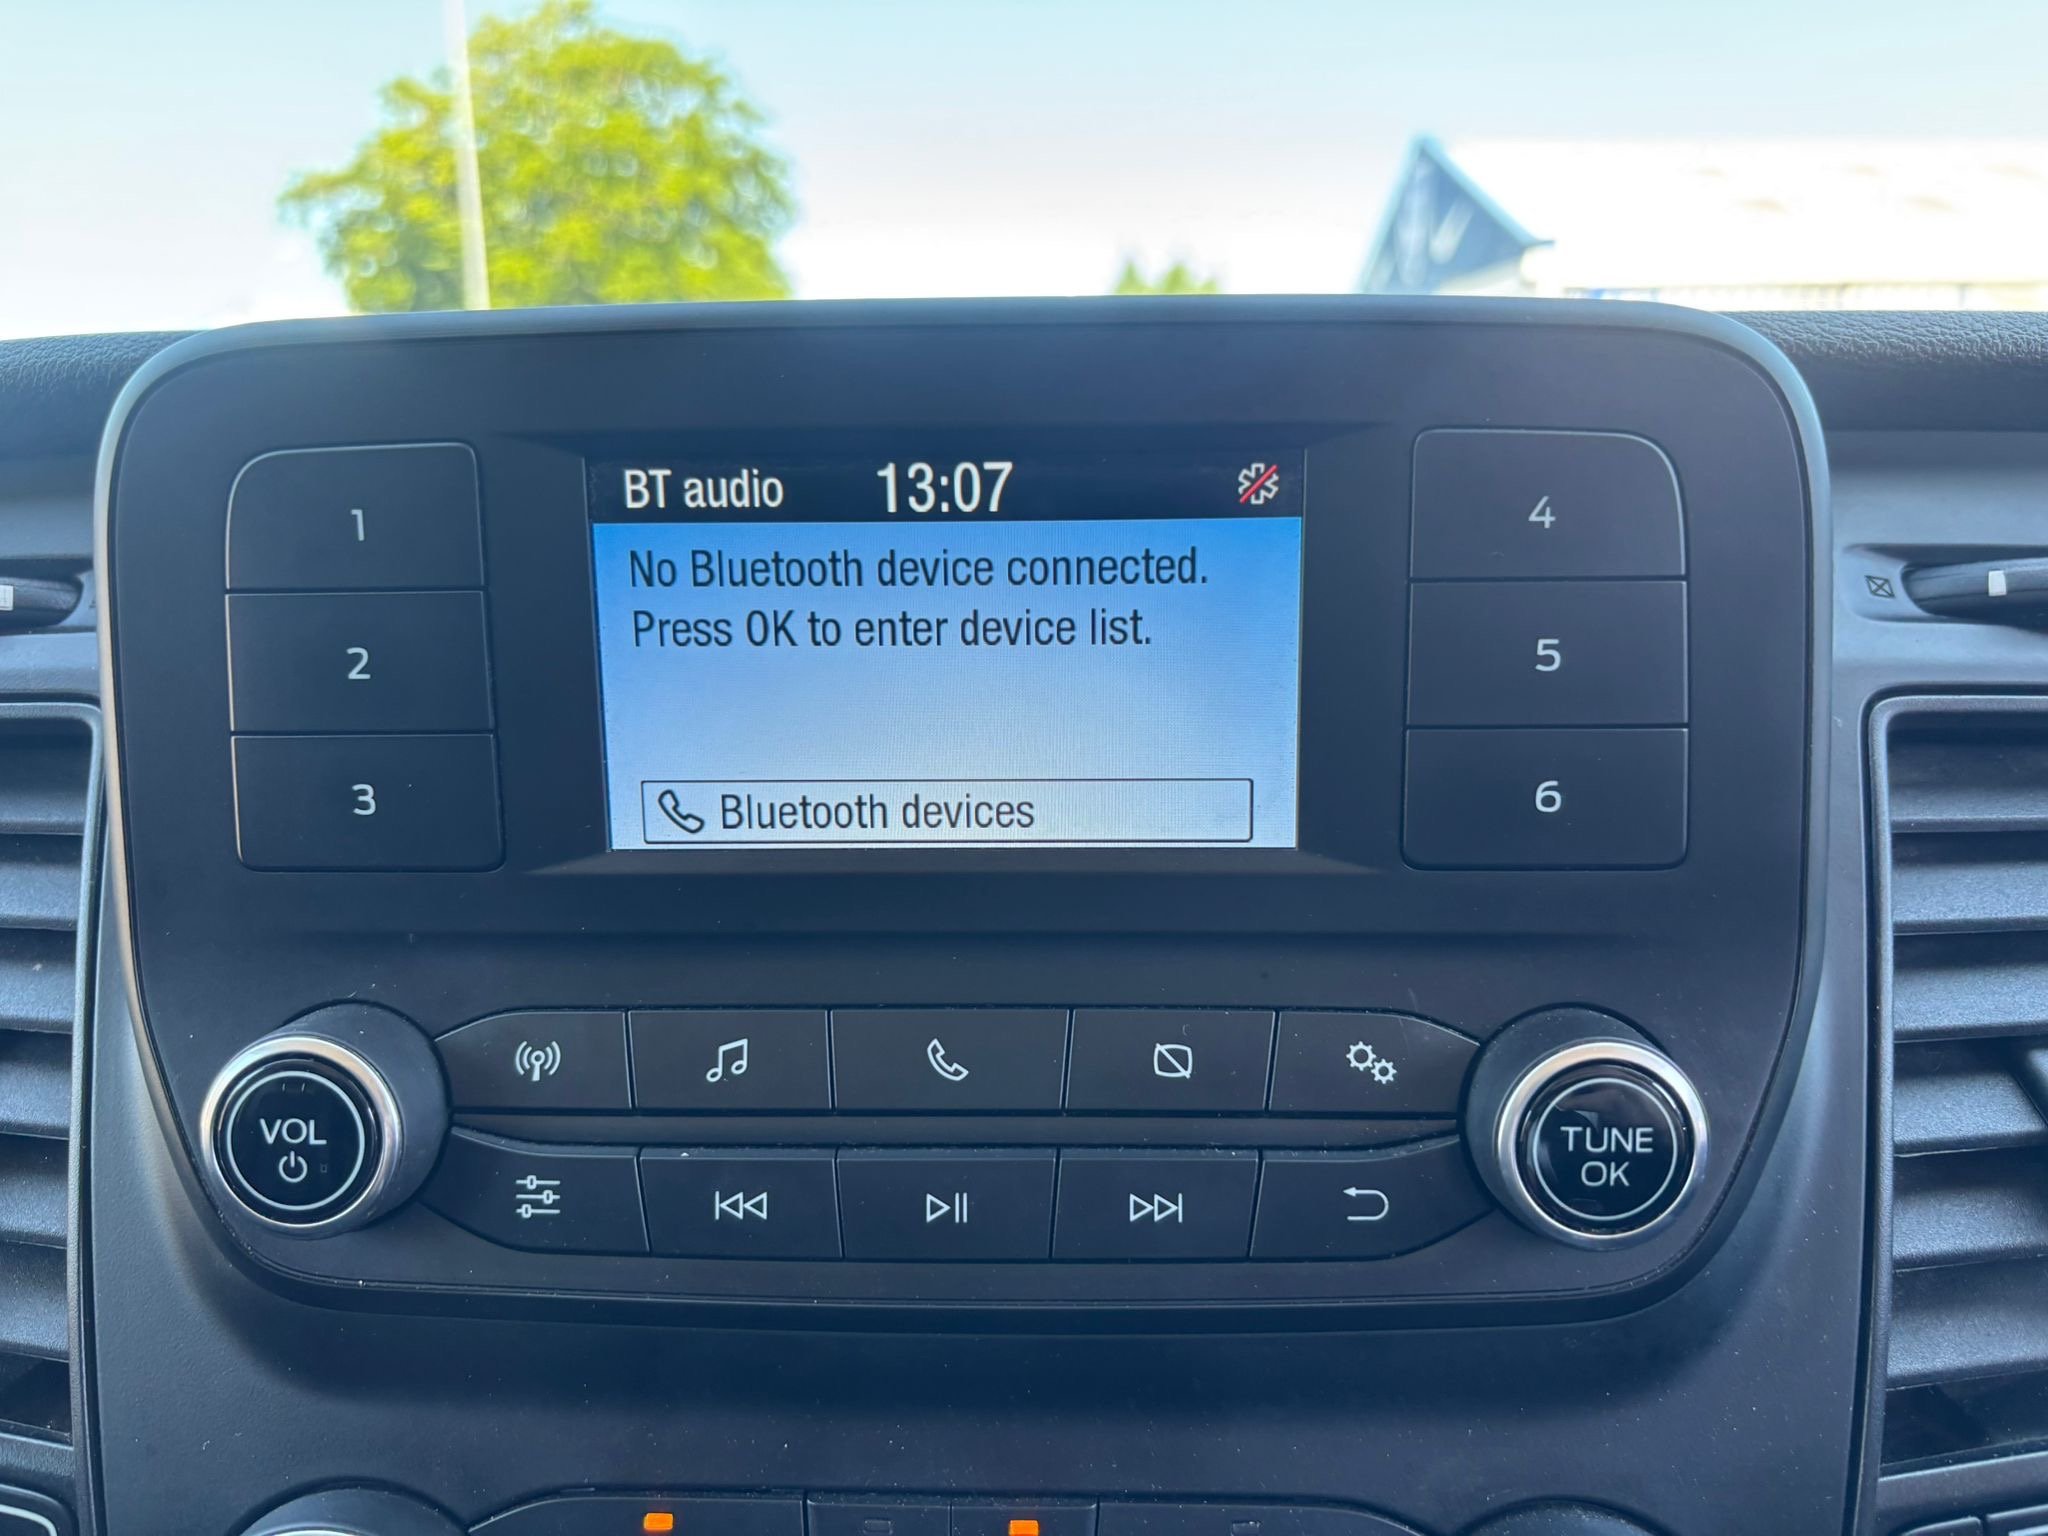 BT audio 13:07
No Bluetooth device connected.
Press OK to enter device list.
Bluetooth devices
1
2
3
4
5
6
VOL
TUNE
OK